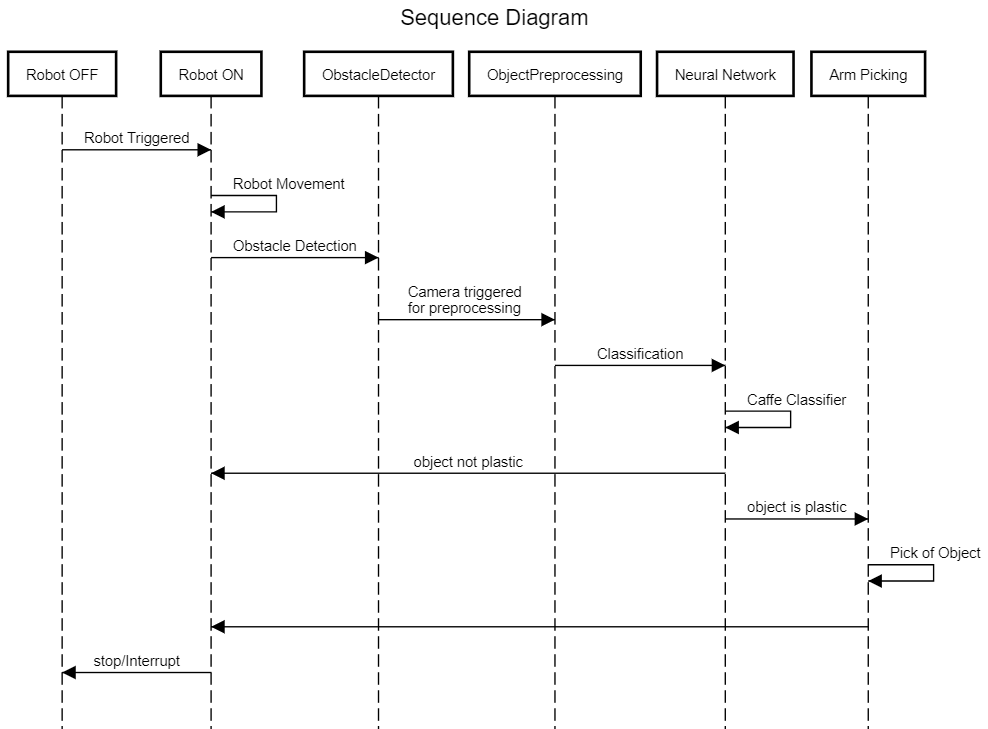 Sequence Diagram
Robot OFF
Robot ON
ObstacleDetector
ObjectPreprocessing
Neural Network
Arm Picking
Robot Triggered
Robot Movement
Obstacle Detection
Camera triggered
for preprocessing
Classification
Caffe Classifier
object not plastic
object is plastic
Pick of Object
stop/Interrupt